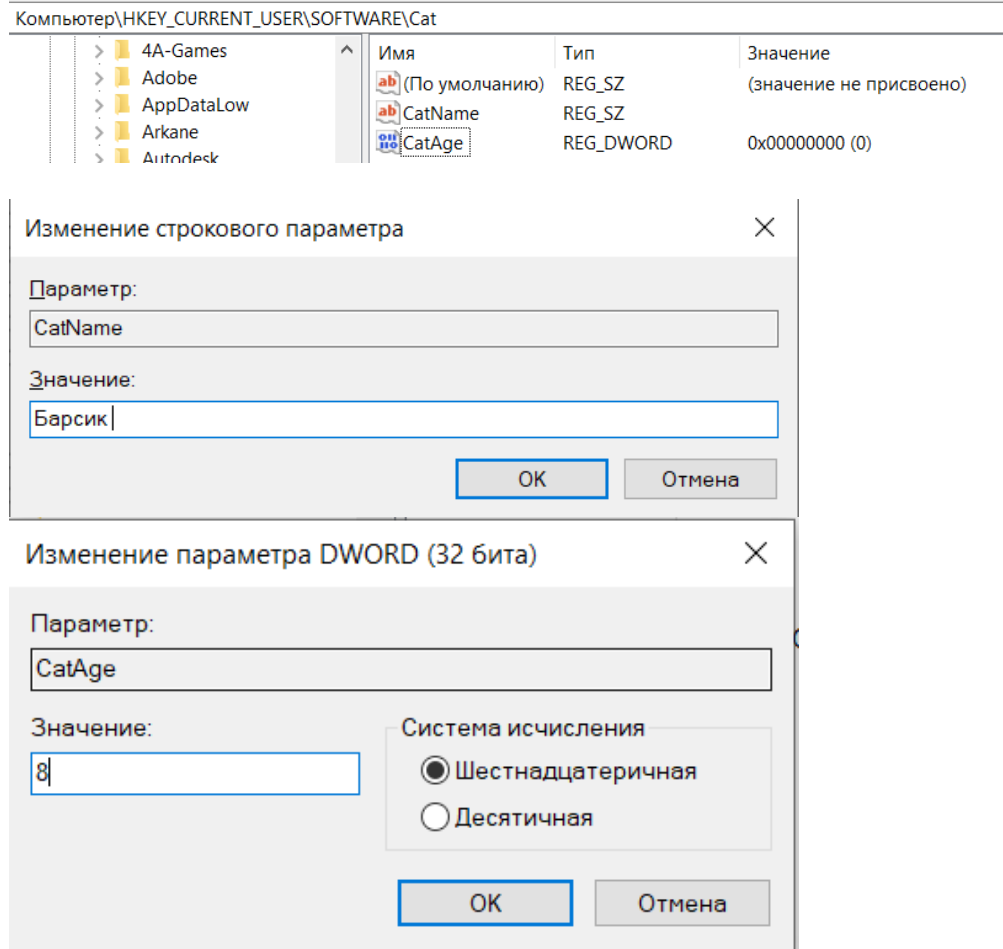 Компьютер\HKEY_CURRENT_USER\SOFTWARE\Cat
4A-Games
Adobe
AppDataLow
Arkane
Autodesk
Имя Тип Значение
(По умолчанию) REG_SZ (значение не присвоено)
CatName REG_SZ
CatAge REG_DWORD 0x00000000 (0)
Изменение строкового параметра
Параметр:
CatName
Значение:
Барсик
OK Отмена
Изменение параметра DWORD (32 бита)
Параметр:
CatAge
Значение:
8
Система исчисления
Шестнадцатеричная
Десятичная
OK Отмена